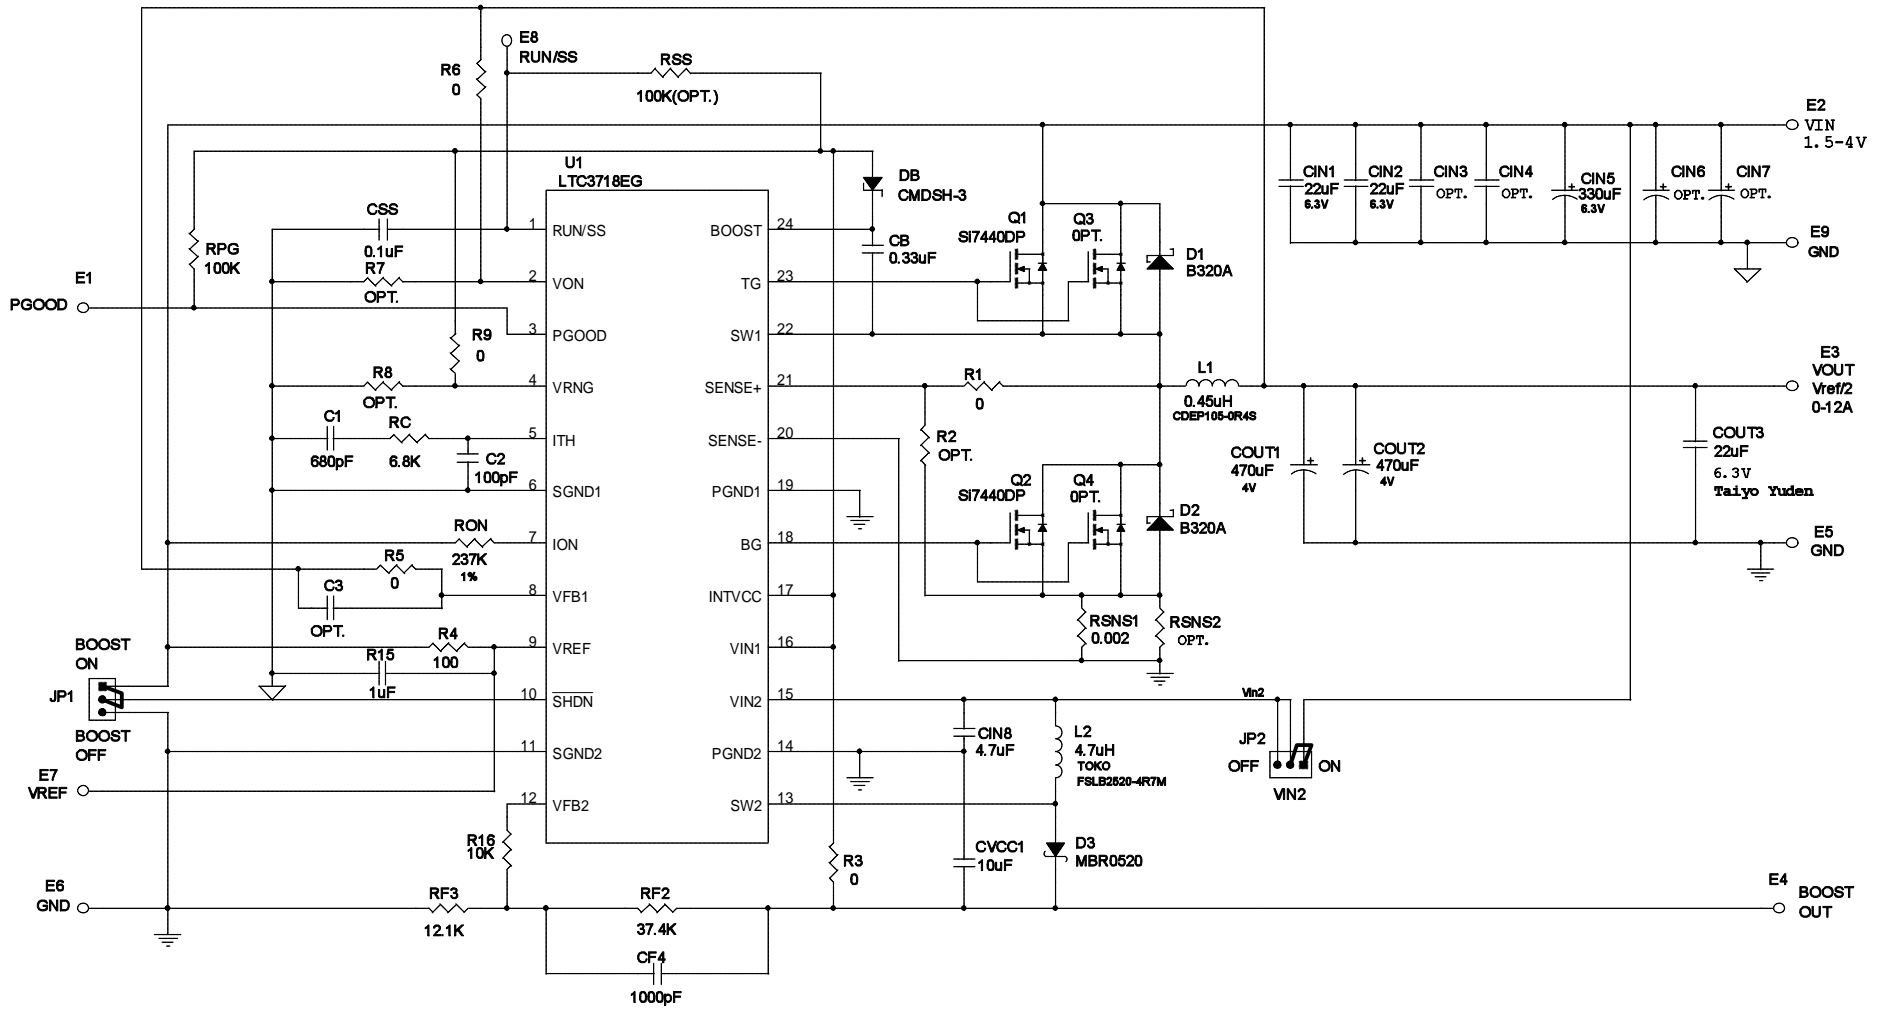 E8
RUN/SS
R6
0
RSS
100K(OPT.)
E2
VIN
1.5-4V
U1
LTC3718EG
DB
CMDSH-3
CIN1
22uF
6.3V
CIN2
22uF
6.3V
CIN3
OPT.
CIN4
OPT.
CIN5
330uF
6.3V
CIN6
OPT.
CIN7
OPT.
CSS
0.1uF
RPG
100K
R7
OPT.
E1
PGOOD
R9
0
R8
OPT.
C1
680pF
RC
6.8K
C2
100pF
RON
237K
1%
R5
0
C3
OPT.
R4
100
R15
1uF
BOOST
ON
JP1
BOOST
OFF
E7
VREF
R16
10K
E6
GND
RF3
12.1K
RF2
37.4K
CF4
1000pF
1 RUN/SS
2 VON
3 PGOOD
4 VRNG
5 ITH
6 SGND1
7 ION
8 VFB1
9 VREF
10 SHDN
11 SGND2
12 VFB2
BOOST 24
TG 23
SW1 22
SENSE+ 21
SENSE- 20
PGND1 19
BG 18
INTVCC 17
VIN1 16
VIN2 15
PGND2 14
SW2 13
CB
0.33uF
Q1
Si7440DP
Q3
OPT.
D1
B320A
E9
GND
R1
0
L1
0.45uH
CDEP105-0R4S
E3
VOUT
Vref/2
0-12A
R2
OPT.
Q2
Si7440DP
Q4
OPT.
D2
B320A
COUT1
470uF
4V
COUT2
470uF
4V
COUT3
22uF
6.3V
Taiyo Yuden
E5
GND
RSNS1
0.002
RSNS2
OPT.
Vin2
CIN8
4.7uF
L2
4.7uH
TOKO
FSLB2520-4R7M
JP2
OFF
ON
VIN2
R3
0
CVCC1
10uF
D3
MBR0520
E4
BOOST
OUT